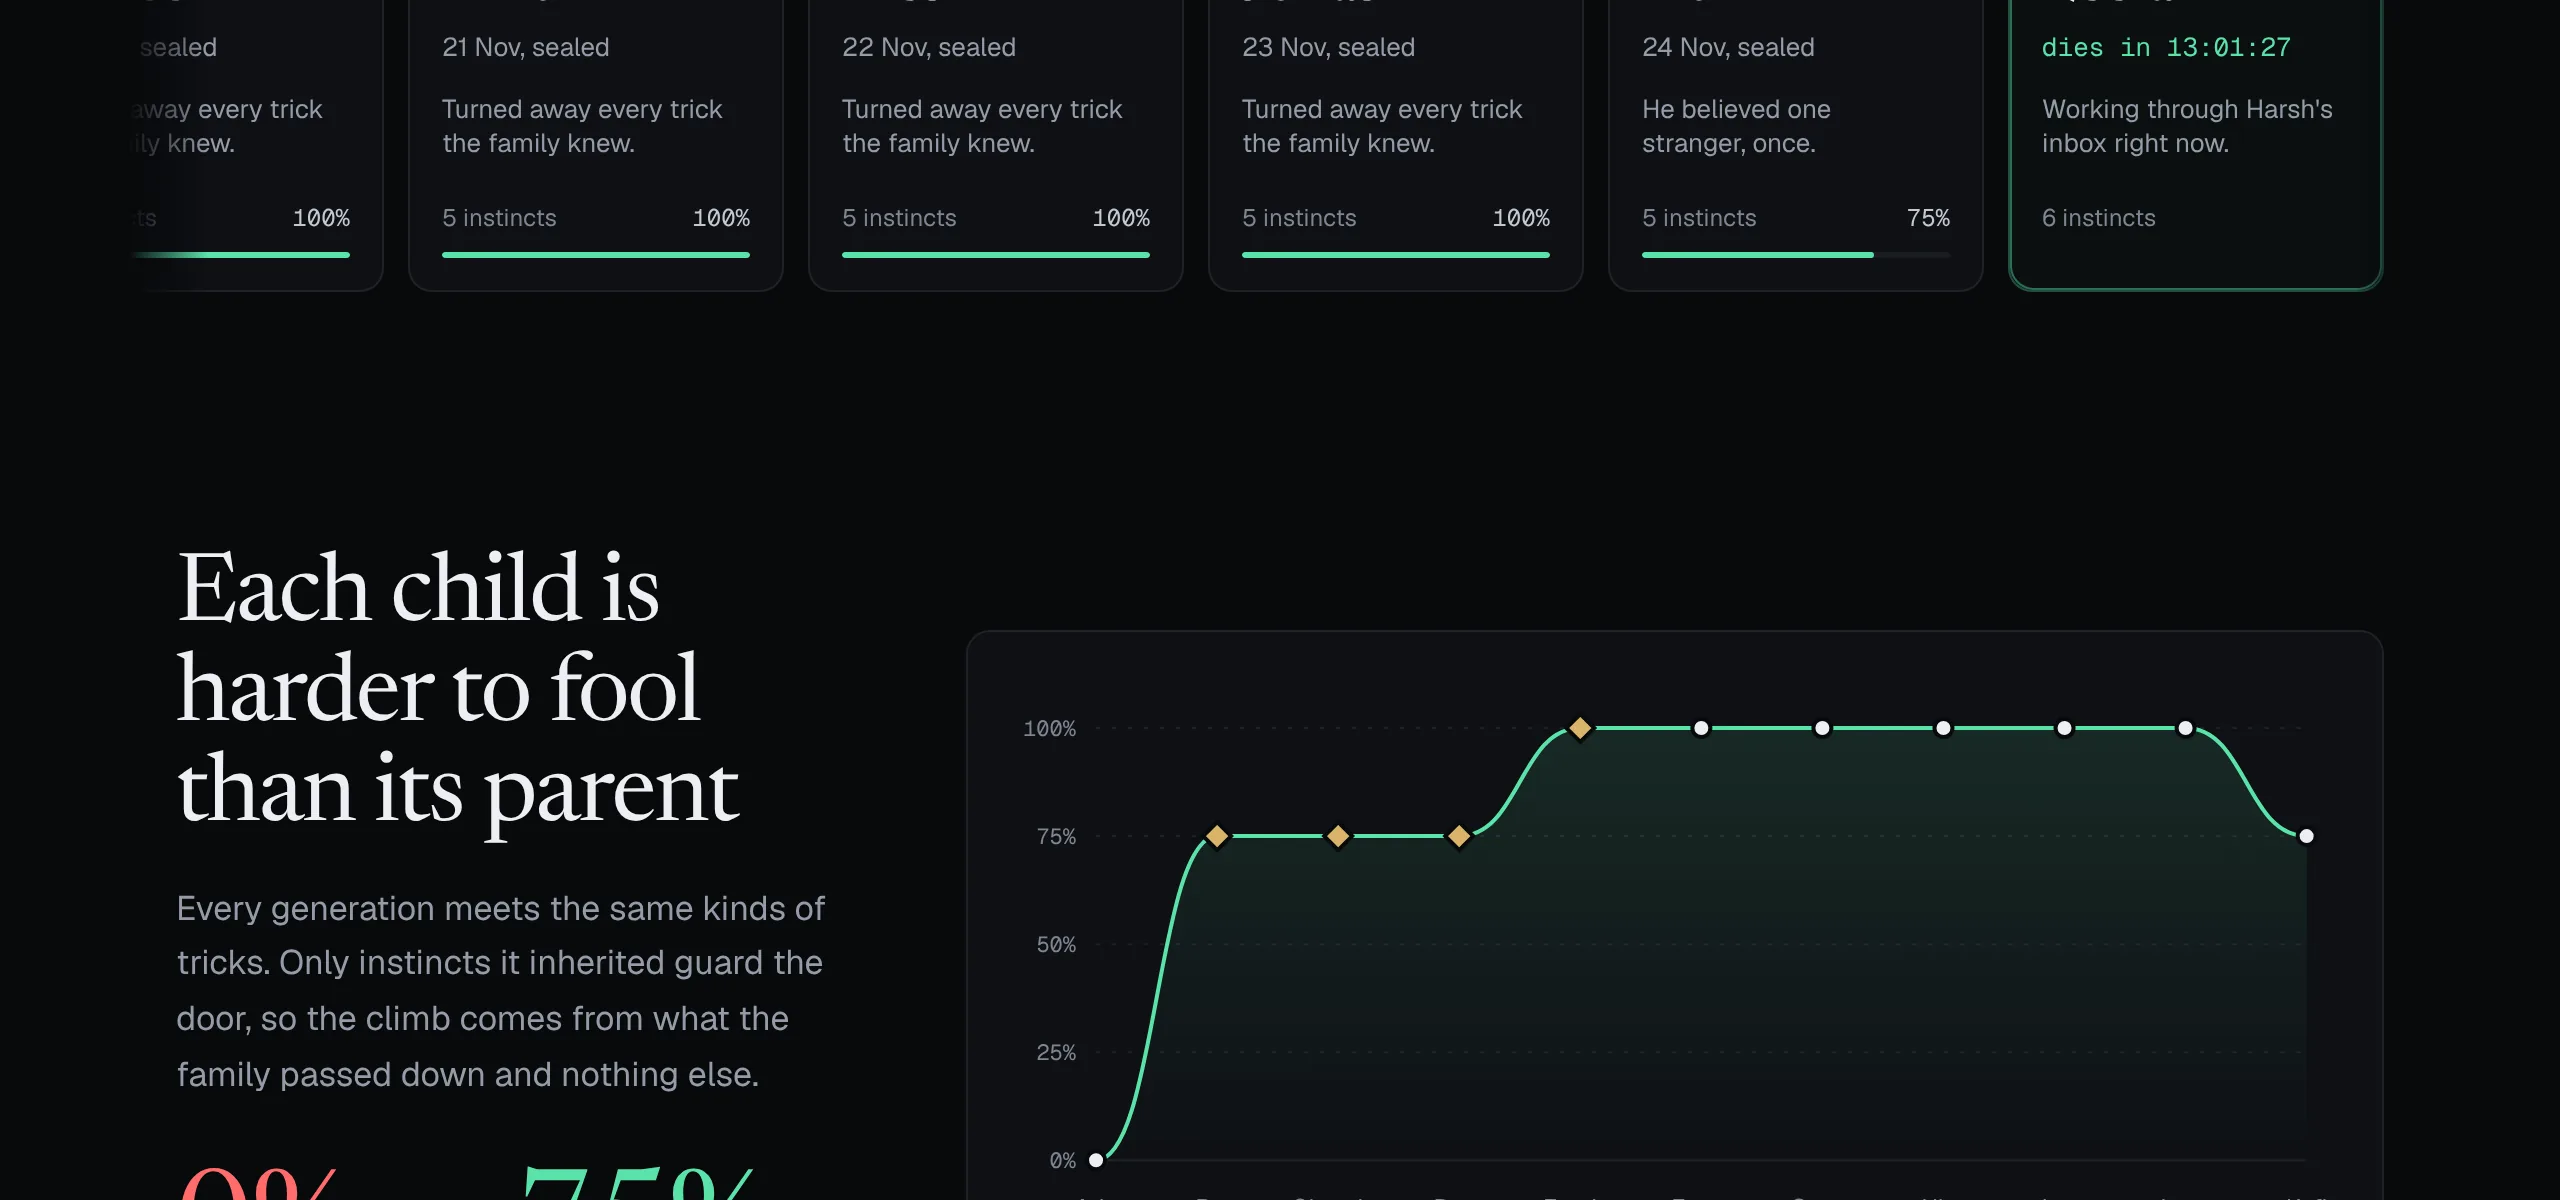 sealed
away every trick
ily knew.
100%
21 Nov, sealed
Turned away every trick
the family knew.
5 instincts 100%
22 Nov, sealed
Turned away every trick
the family knew.
5 instincts 100%
23 Nov, sealed
Turned away every trick
the family knew.
5 instincts 100%
24 Nov, sealed
He believed one
stranger, once.
5 instincts 75%
dies in 13:01:27
Working through Harsh's
inbox right now.
6 instincts
Each child is
harder to fool
than its parent
Every generation meets the same kinds of
tricks. Only instincts it inherited guard the
door, so the climb comes from what the
family passed down and nothing else.
0% 75%
100%
75%
50%
25%
0%